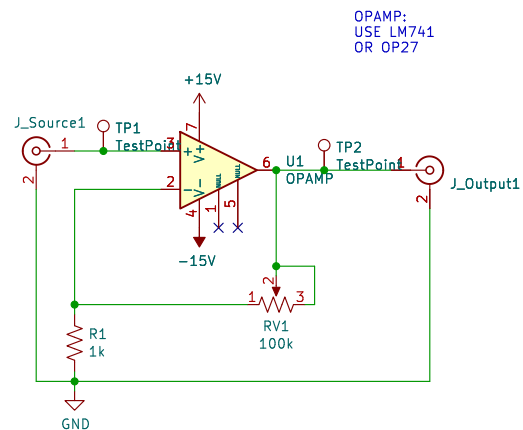 OPAMP:
USE LM741
OR OP27
+15V
J_Source1
1
2
TP1
TestPoint
3
7
+
V+
NULL
NULL
2
-
V-
4
1
5
6
U1
OPAMP
TP2
TestPoint
1
2
J_Output1
-15V
2
1
3
RV1
100k
R1
1k
GND